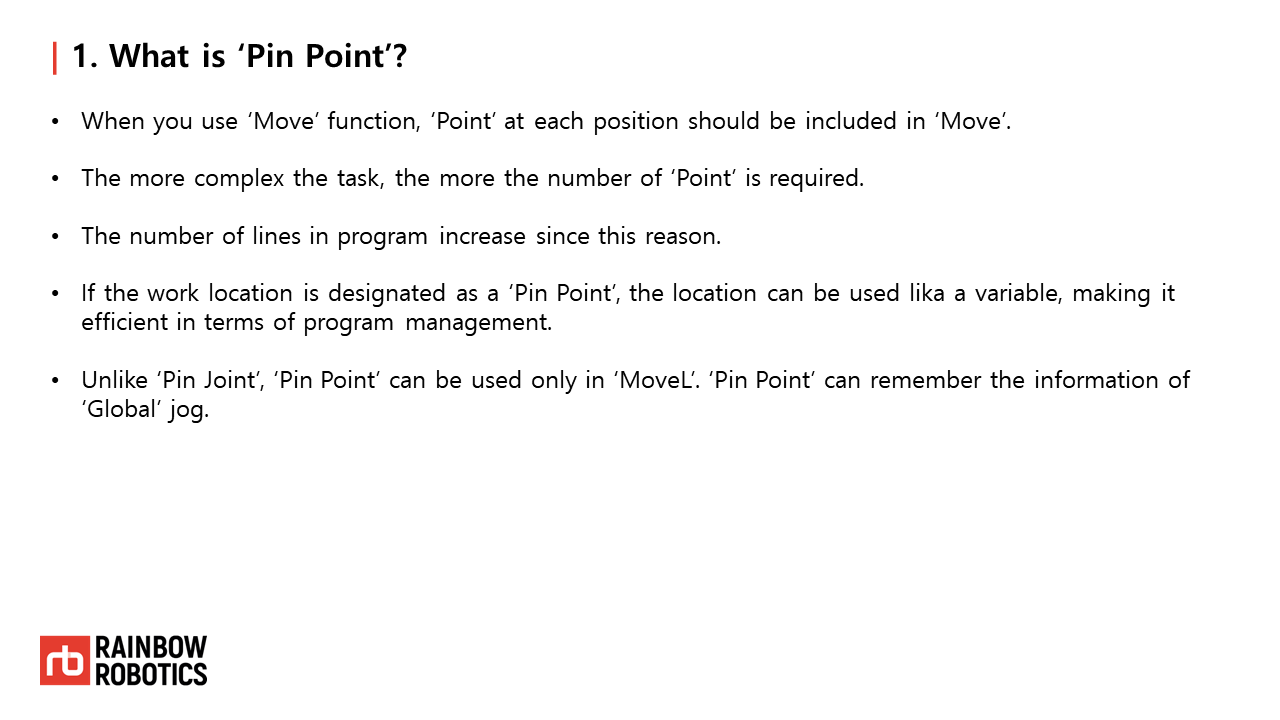 1. What is ‘Pin Point’?
• When you use ‘Move’ function, ‘Point’ at each position should be included in ‘Move’.
• The more complex the task, the more the number of ‘Point’ is required.
• The number of lines in program increase since this reason.
• If the work location is designated as a ‘Pin Point’, the location can be used lika a variable, making it
efficient in terms of program management.
• Unlike ‘Pin Joint’, ‘Pin Point’ can be used only in ‘MoveL’. ‘Pin Point’ can remember the information of
‘Global’ jog.
rb
RAINBOW
ROBOTICS